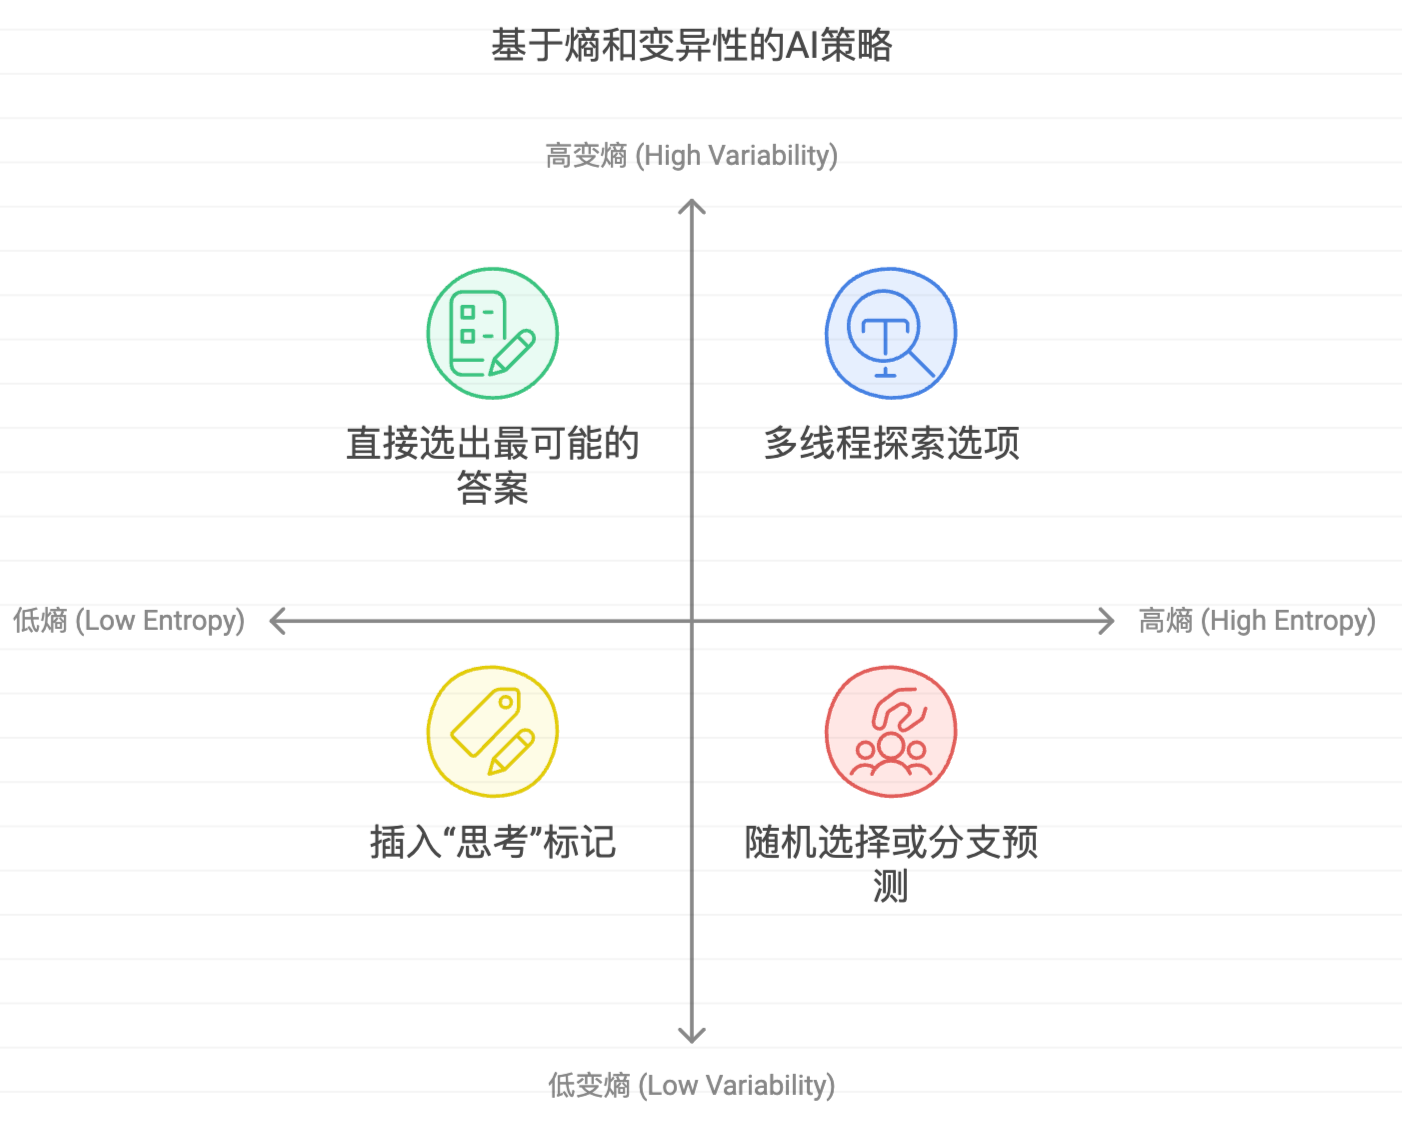 基于熵和变异性的AI策略
高变熵 (High Variability)
直接选出最可能的
答案
多线程探索选项
低熵 (Low Entropy)
高熵 (High Entropy)
插入“思考”标记
随机选择或分支预
测
低变熵 (Low Variability)